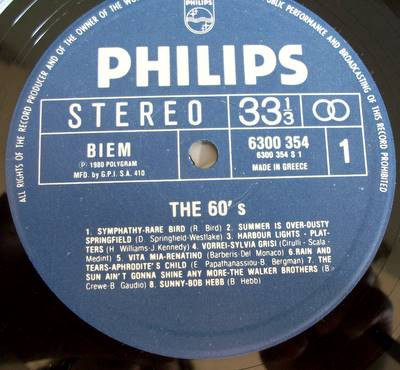 ALL RIGHTS OF THE RECORD PRODUCER AND OF THE OWNER OF THE WOR
PUBLIC PERFORMANCE AND BROADCASTING OF THIS RECORD PROHIBITED
PHILIPS
PHILIPS
STEREO
33 1/3
BIEM
℗ 1980 POLYGRAM
MFD. by G.P.I. S.A. 410
6300 354
6300 354 S 1
MADE IN GREECE
1
THE 60' s
1. SYMPHATHY-RARE BIRD (R. Bird) 2. SUMMER IS OVER-DUSTY
SPRINGFIELD (D. Springfield-Westlake) 3. HARBOUR LIGHTS - PLAT-
TERS (H Williams-J. Kennedy) 4. VORREI-SYLVIA GRISI (Cirulli - Scala -
Medint) 5. VITA MIA-RENATINO (Barberis-Del Monaco) 6.RAIN AND
TEARS-APHRODITE'S CHILD (E Papathanassiou-B. Bergman) 7. THE
SUN AIN'T GONNA SHINE ANY MORE-THE WALKER BROTHERS (B.
Crewe-B Gaudio) 8. SUNNY-BOB HEBB (B. Hebb)